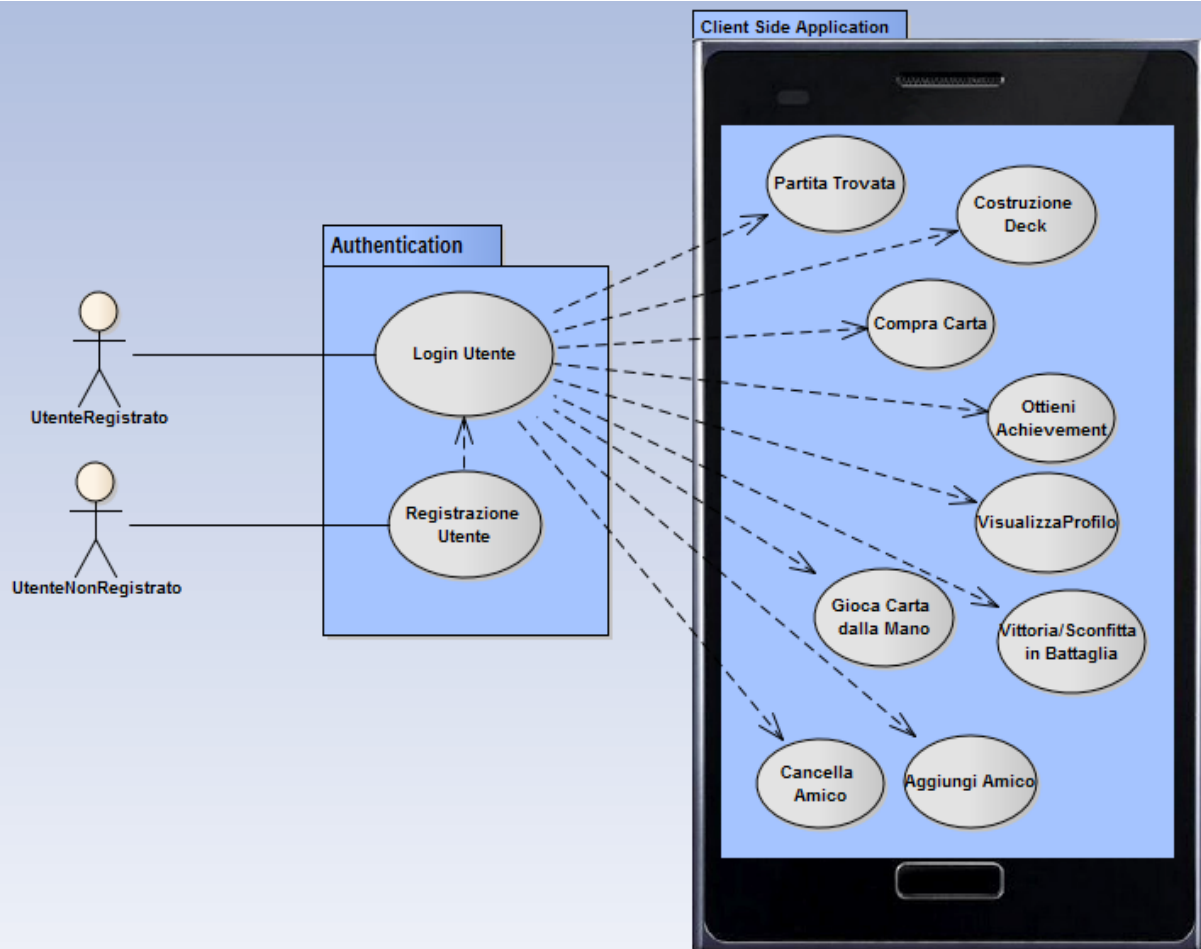 Client Side Application
Partita Trovata
Costruzione
Deck
Authentication
Compra Carta
Login Utente
UtenteRegistrato
Ottieni
Achievement
Registrazione
Utente
VisualizzaProfilo
UtenteNonRegistrato
Gioca Carta
dalla Mano
Vittoria/Sconfitta
in Battaglia
Cancella
Amico
Aggiungi Amico